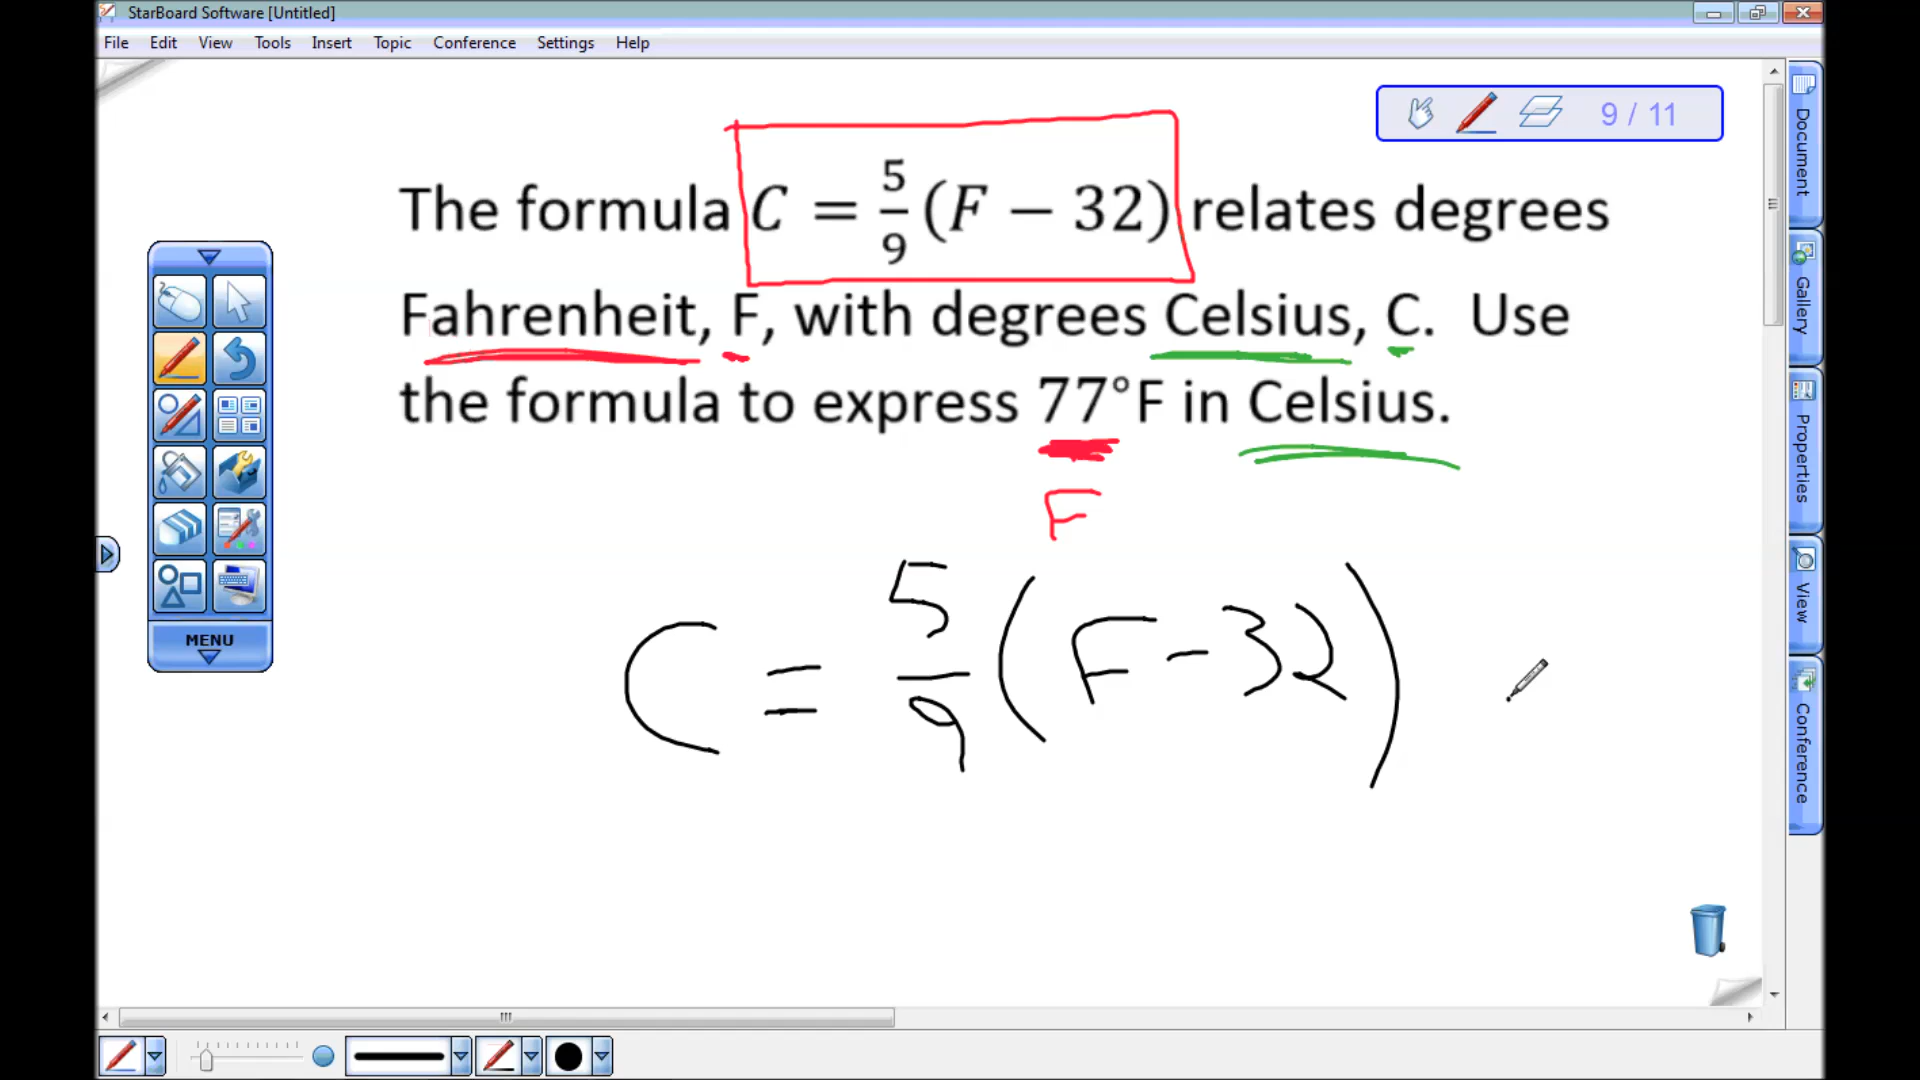 StarBoard Software [Untitled]
File Edit View Tools Insert Topic Conference Settings Help
9 / 11
The formula C = 5/9 (F − 32) relates degrees
Fahrenheit, F, with degrees Celsius, C. Use
the formula to express 77°F in Celsius.
F
C = 5/9 (F - 32)
MENU
Document
Gallery
Properties
View
Conference